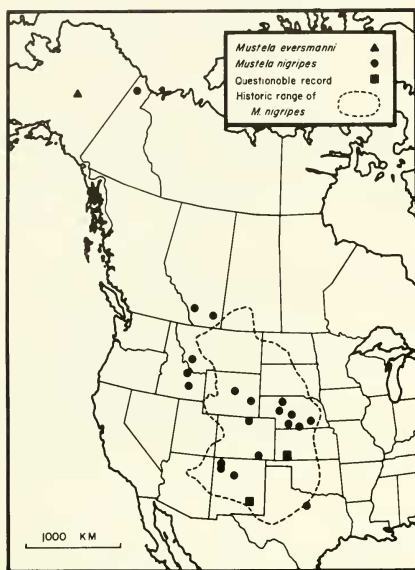 Mustela eversmanni
Mustela nigripes
Questionable record
Historic range of
M. nigripes
1000 KM